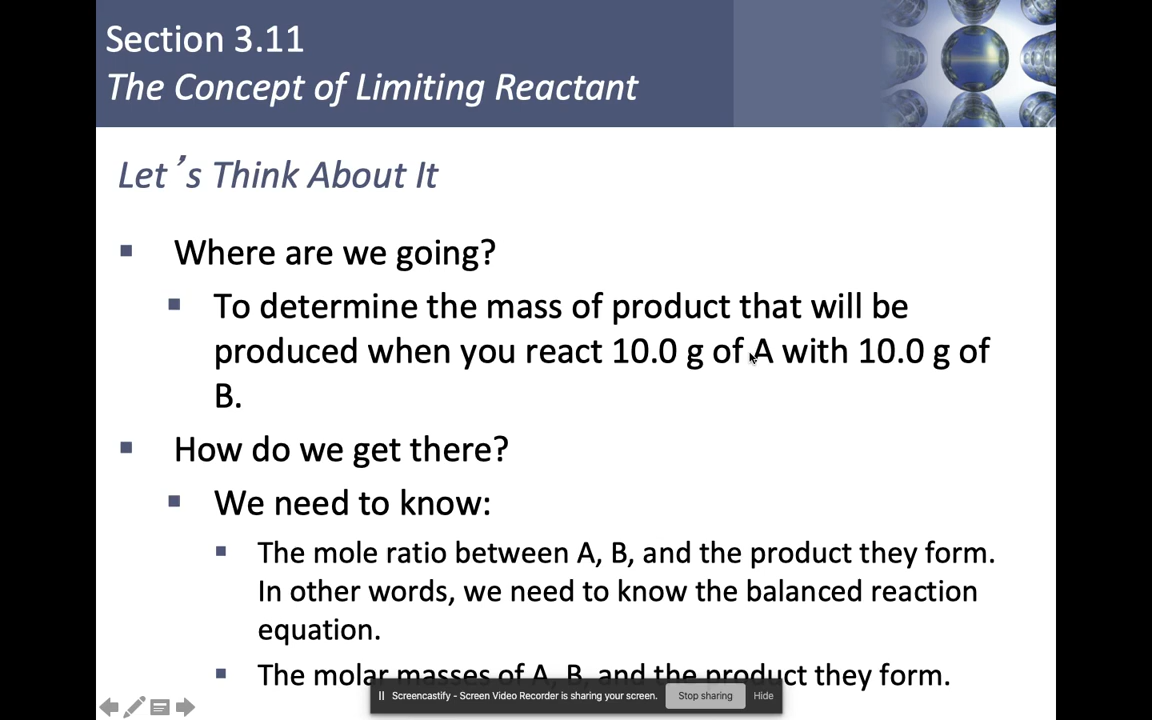 Section 3.11
The Concept of Limiting Reactant
Let’s Think About It
Where are we going?
To determine the mass of product that will be
produced when you react 10.0 g of A with 10.0 g of
B.
How do we get there?
We need to know:
The mole ratio between A, B, and the product they form.
In other words, we need to know the balanced reaction
equation.
The molar masses of A, B, and the product they form.
Screencastify - Screen Video Recorder is sharing your screen. Stop sharing Hide